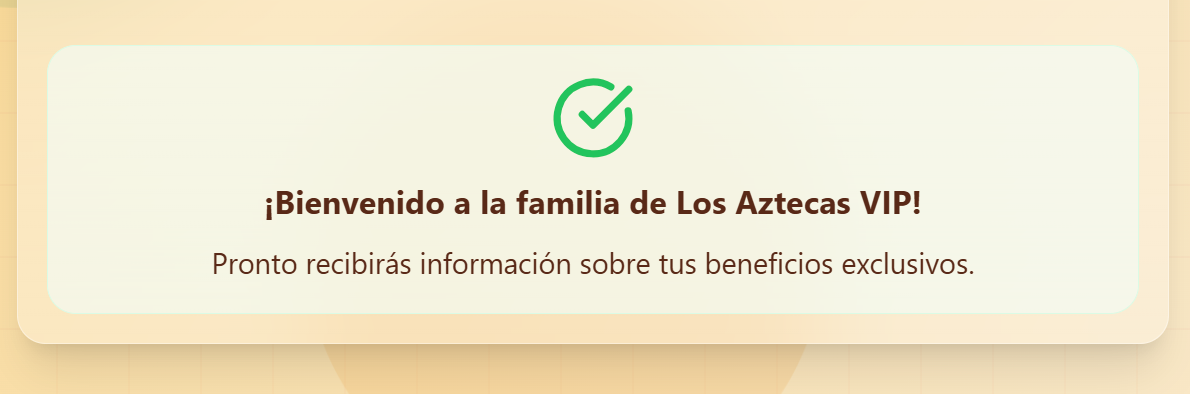 ¡Bienvenido a la familia de Los Aztecas VIP!
Pronto recibirás información sobre tus beneficios exclusivos.